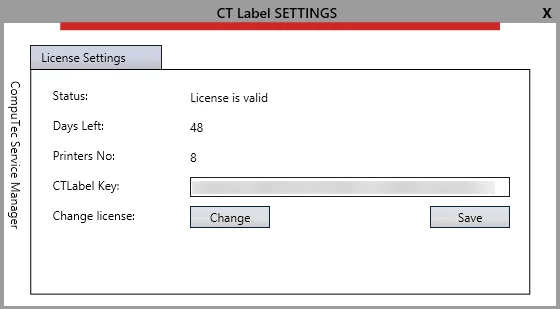 CT Label SETTINGS
X
CompuTec Service Manager
License Settings
Status: License is valid
Days Left: 48
Printers No: 8
CTLabel Key:
Change license: Change Save